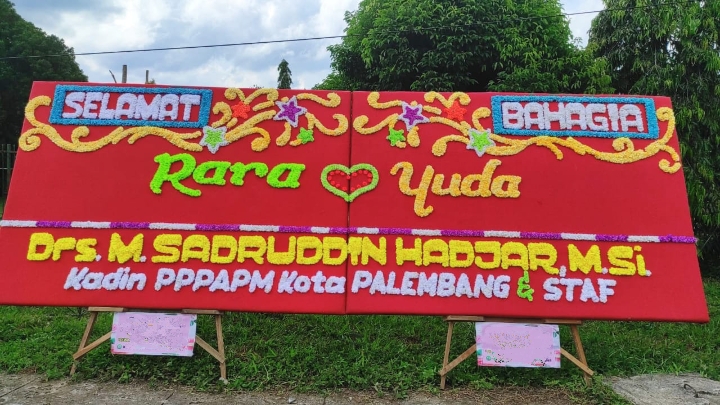 SELAMAT BAHAGIA
Rara Yuda
Drs. M. SADRUDDIN HADJAR, M.Si.
Kadin PPPAPM Kota PALEMBANG & STAF